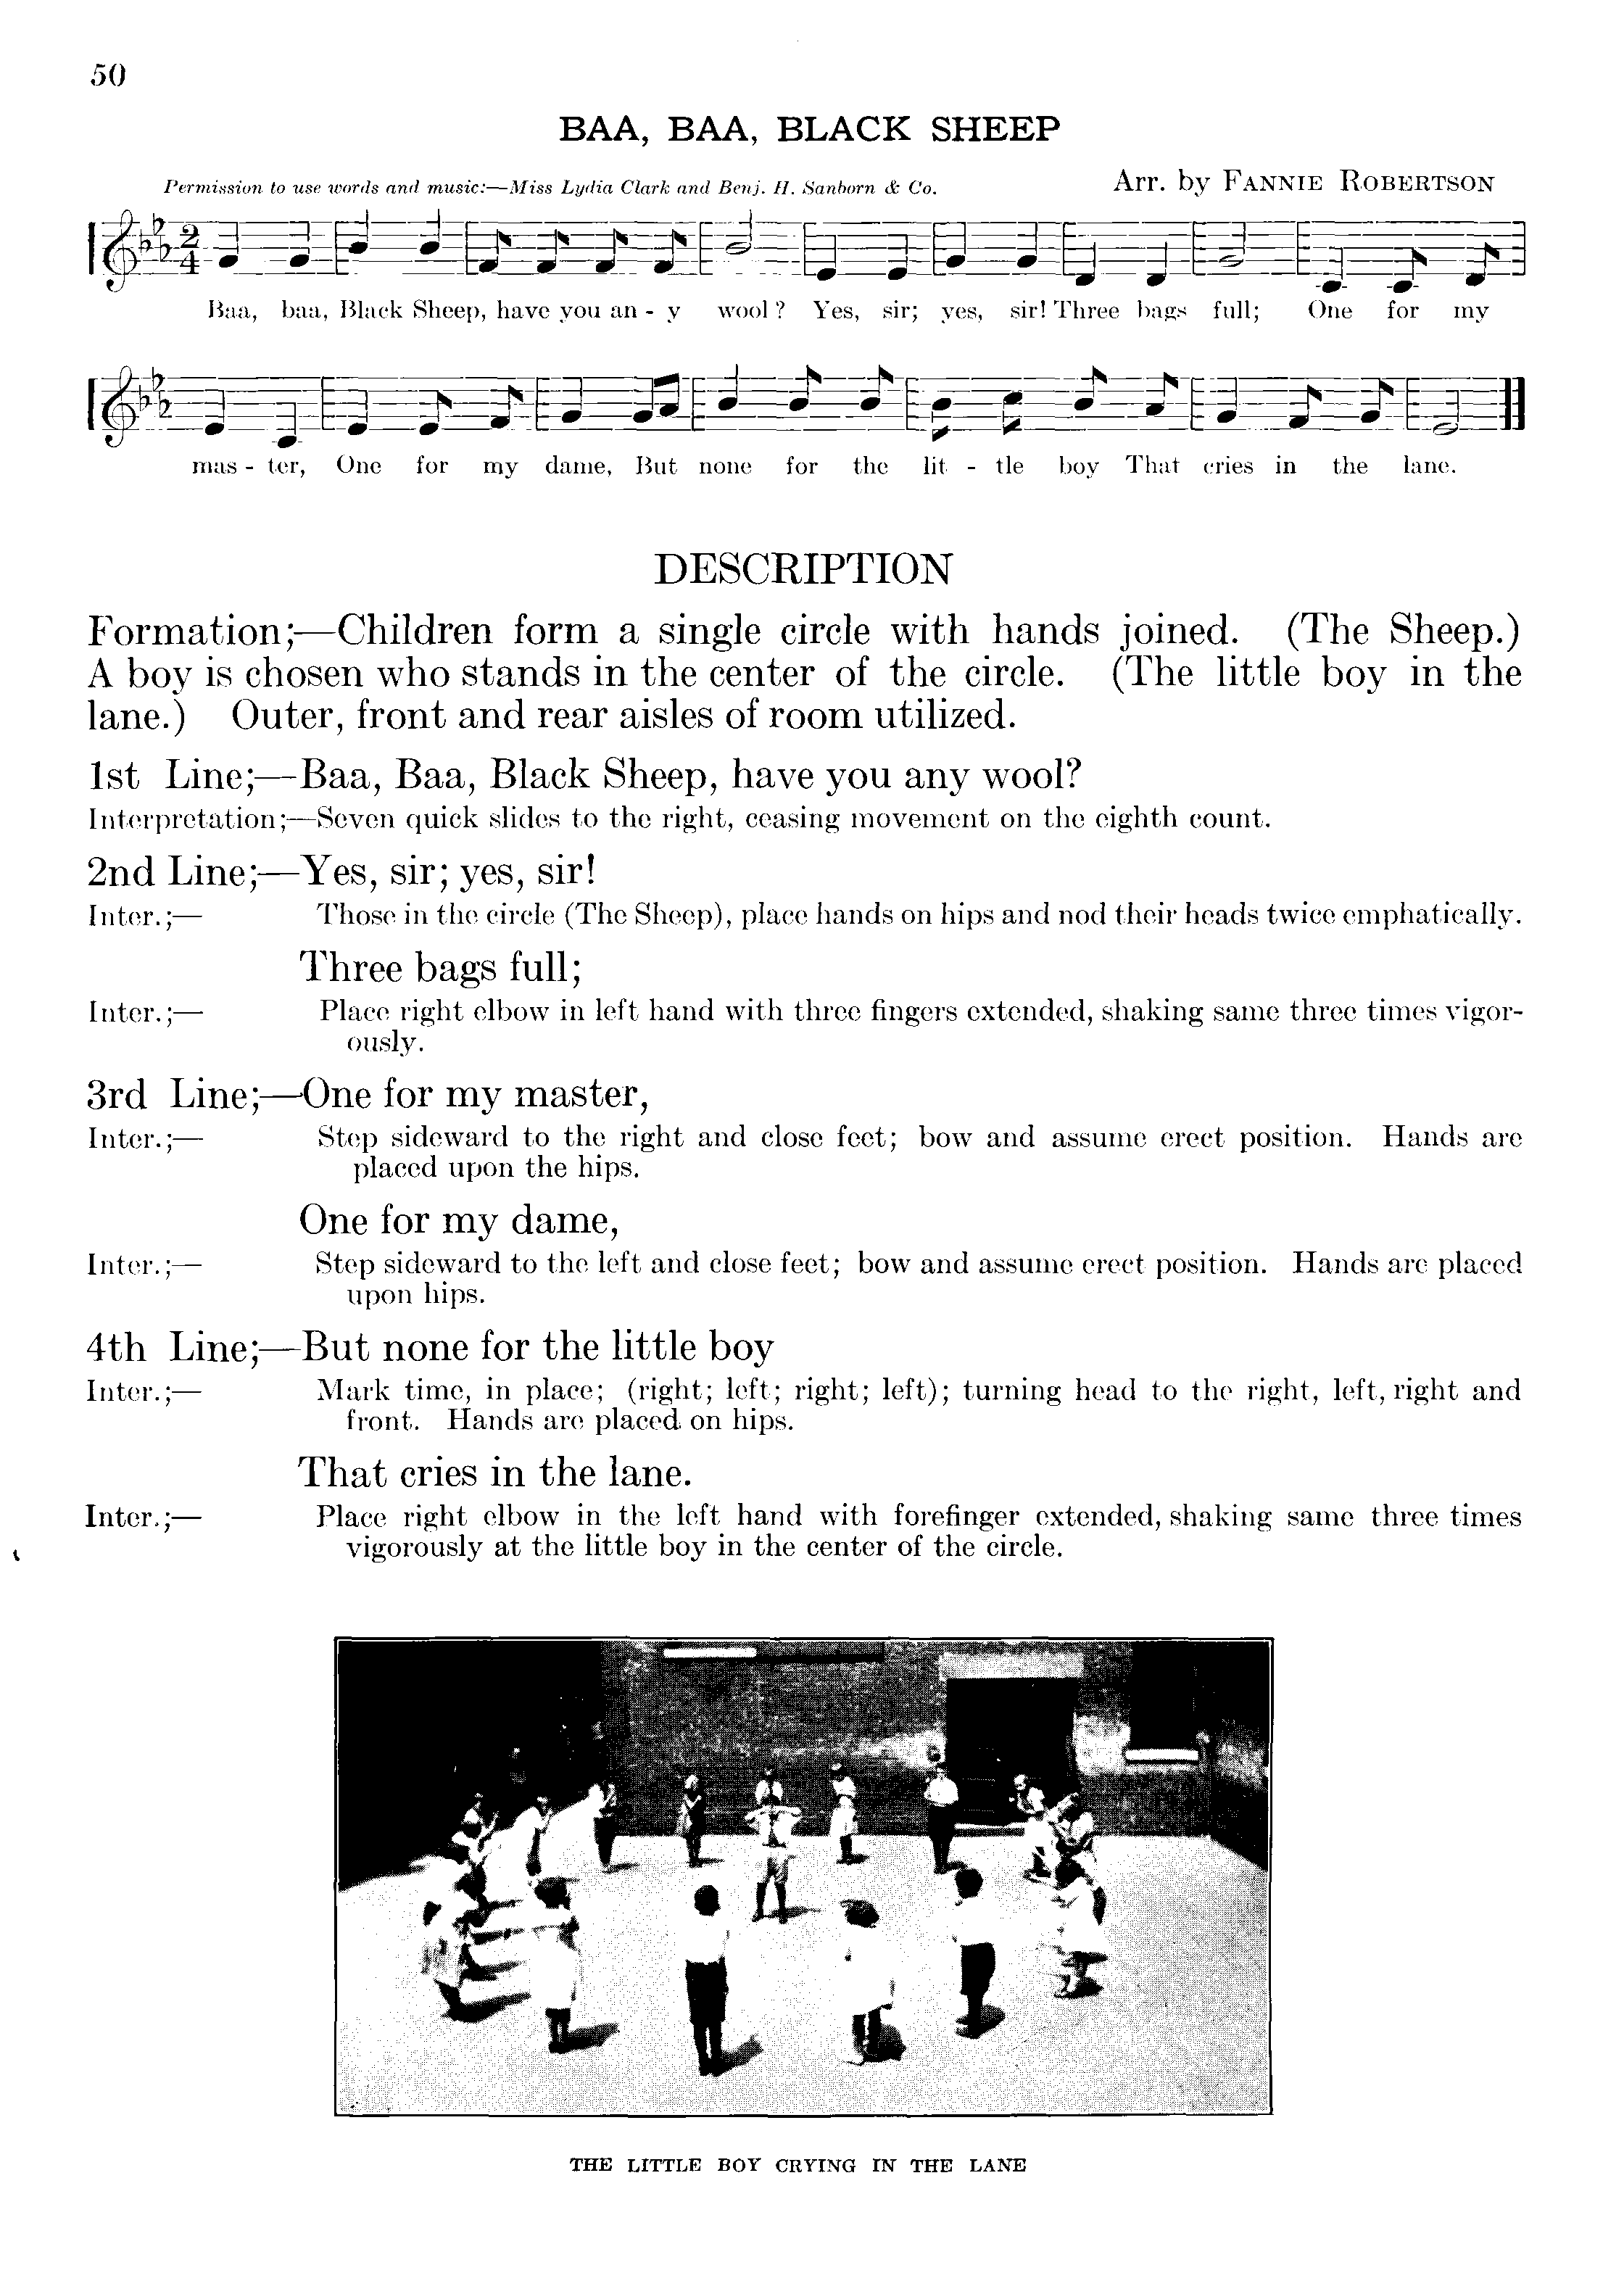 50
BAA, BAA, BLACK SHEEP
Permission to use words and music:—Miss Lydia Clark and Benj. H. Sanborn & Co.
Arr. by FANNIE ROBERTSON
2
4
Baa, baa, Black Sheep, have you an - y wool? Yes, sir; yes, sir! Three bags full; One for my
mas - ter, One for my dame, But none for the lit - tle boy That cries in the lane.
DESCRIPTION
Formation;—Children form a single circle with hands joined. (The Sheep.)
A boy is chosen who stands in the center of the circle. (The little boy in the
lane.) Outer, front and rear aisles of room utilized.
1st Line;—Baa, Baa, Black Sheep, have you any wool?
Interpretation;—Seven quick slides to the right, ceasing movement on the eighth count.
2nd Line;—Yes, sir; yes, sir!
Inter.;— Those in the circle (The Sheep), place hands on hips and nod their heads twice emphatically.
Three bags full;
Inter.;— Place right elbow in left hand with three fingers extended, shaking same three times vigor-
ously.
3rd Line;—One for my master,
Inter.;— Step sideward to the right and close feet; bow and assume erect position. Hands are
placed upon the hips.
One for my dame,
Inter.;— Step sideward to the left and close feet; bow and assume erect position. Hands are placed
upon hips.
4th Line;—But none for the little boy
Inter.;— Mark time, in place; (right; left; right; left); turning head to the right, left, right and
front. Hands are placed on hips.
That cries in the lane.
Inter.;— Place right elbow in the left hand with forefinger extended, shaking same three times
vigorously at the little boy in the center of the circle.
THE LITTLE BOY CRYING IN THE LANE